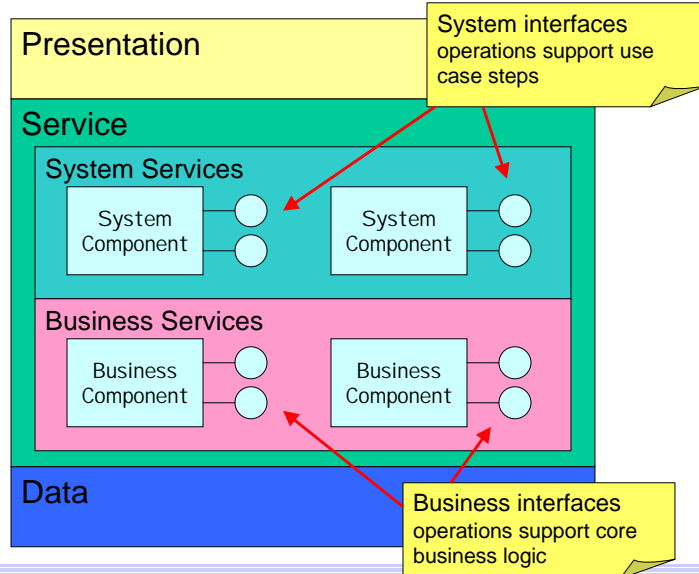 System interfaces
operations support use
case steps
Presentation
Service
System Services
System
Component
System
Component
Business Services
Business
Component
Business
Component
Data
Business interfaces
operations support core
business logic